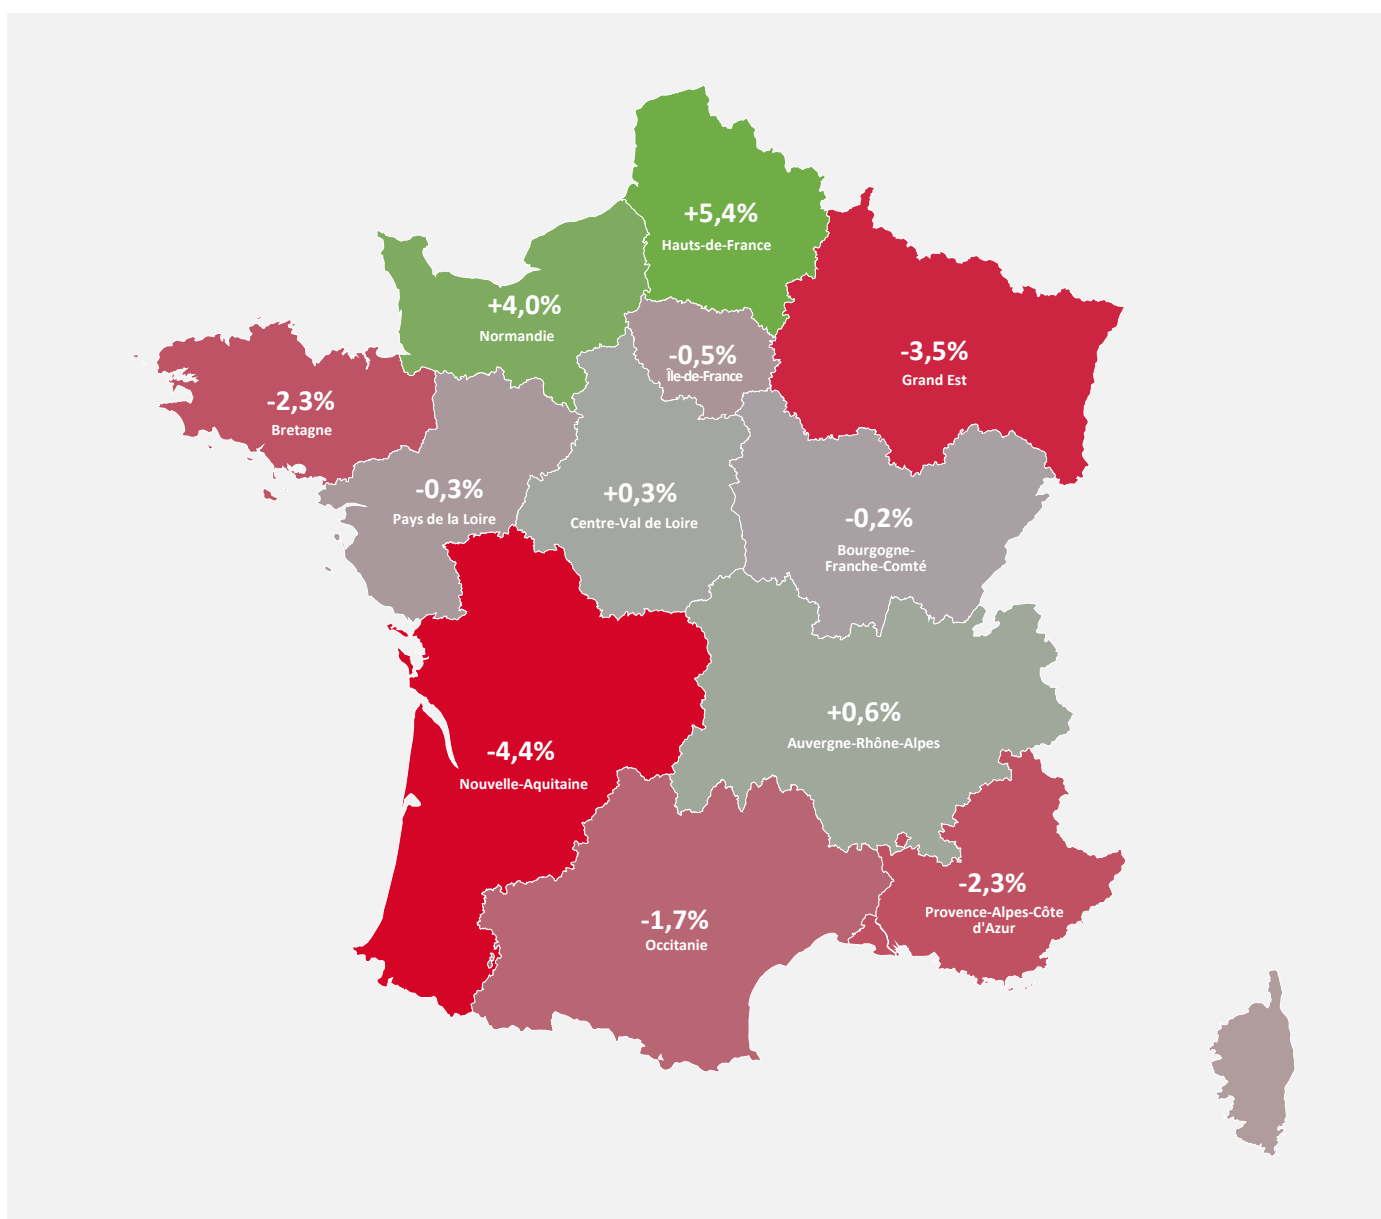 +5,4%
Hauts-de-France
+4,0%
Normandie
-0,5%
Île-de-France
-3,5%
Grand Est
-2,3%
Bretagne
-0,3%
Pays de la Loire
+0,3%
Centre-Val de Loire
-0,2%
Bourgogne-
Franche-Comté
-4,4%
Nouvelle-Aquitaine
+0,6%
Auvergne-Rhône-Alpes
-1,7%
Occitanie
-2,3%
Provence-Alpes-Côte
d'Azur